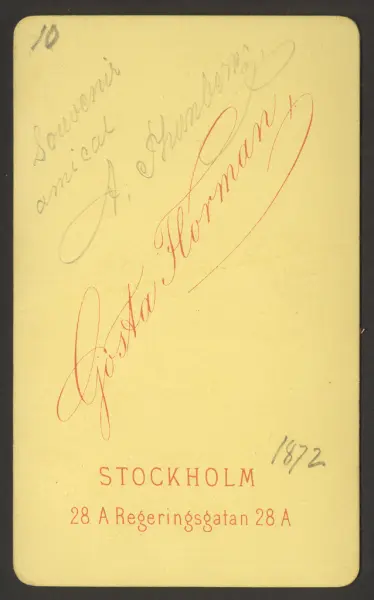 10
Souvenir
amical
A.
Gösta Florman
1872
STOCKHOLM
28 A Regeringsgatan 28 A